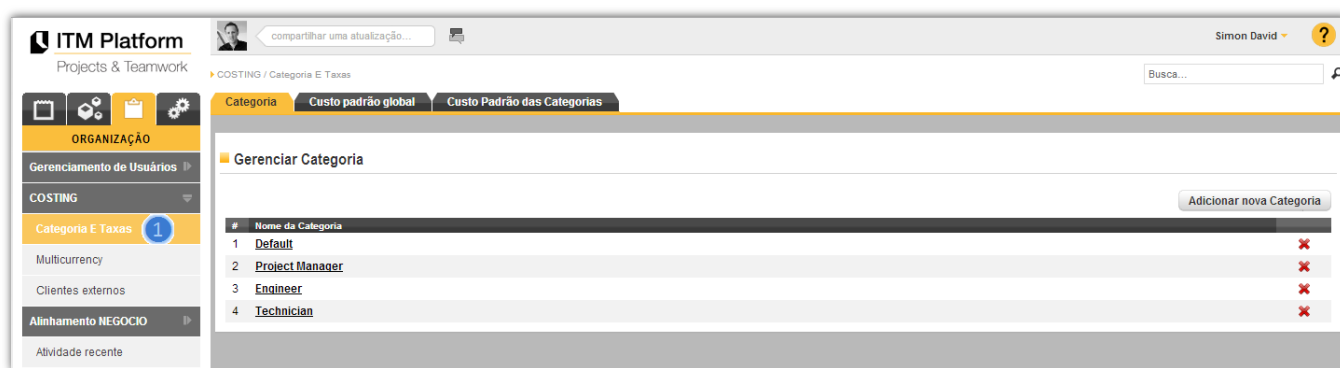 ITM Platform
Projects & Teamwork
compartilhar uma atualização...
Simon David
?
COSTING / Categoria E Taxas
Busca...
Categoria
Custo padrão global
Custo Padrão das Categorias
ORGANIZAÇÃO
Gerenciamento de Usuários
COSTING
Categoria E Taxas 1
Multicurrency
Clientes externos
Alinhamento NEGOCIO
Atividade recente
Gerenciar Categoria
Adicionar nova Categoria
# Nome da Categoria
1 Default
2 Project Manager
3 Engineer
4 Technician